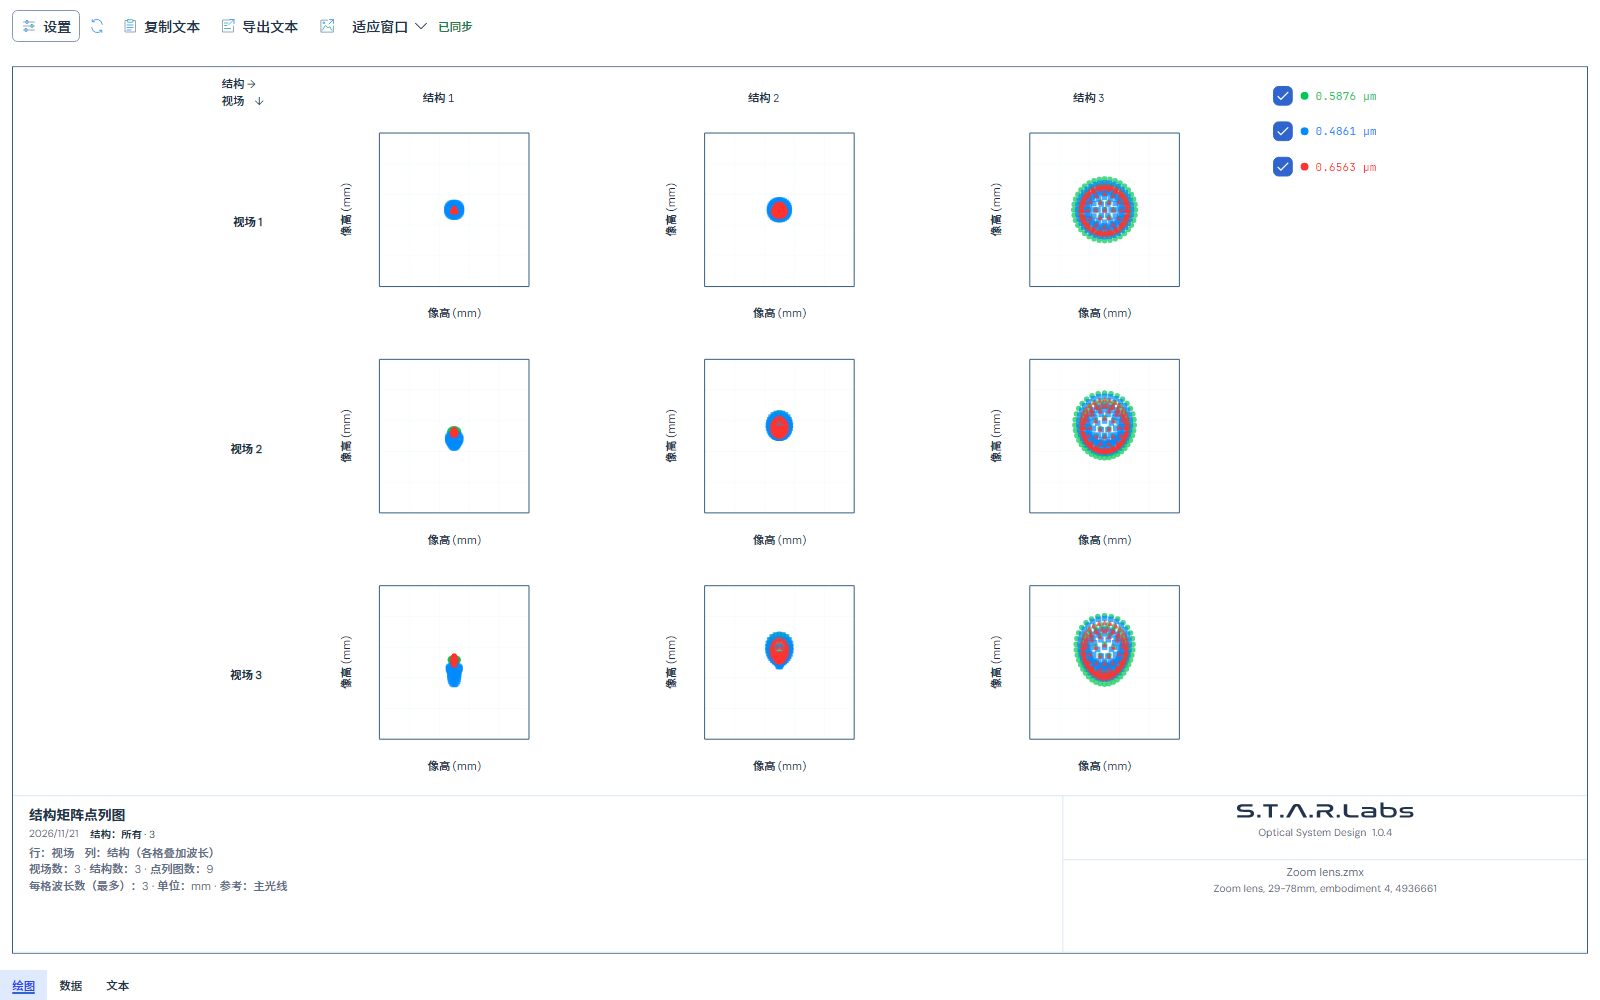 设置 复制文本 导出文本 适应窗口 已同步
结构 →
视场 ↓
结构 1 结构 2 结构 3
0.5876 µm
0.4861 µm
0.6563 µm
视场 1
像高 (mm) 像高 (mm) 像高 (mm)
像高 (mm) 像高 (mm) 像高 (mm)
视场 2
像高 (mm) 像高 (mm) 像高 (mm)
像高 (mm) 像高 (mm) 像高 (mm)
视场 3
像高 (mm) 像高 (mm) 像高 (mm)
像高 (mm) 像高 (mm) 像高 (mm)
结构矩阵点列图
2026/11/21 结构：所有 · 3
行：视场 列：结构（各格叠加波长）
视场数：3 · 结构数：3 · 点列图数：9
每格波长数（最多）：3 · 单位：mm · 参考：主光线
S.T.A.R.Labs
Optical System Design 1.0.4
Zoom lens.zmx
Zoom lens, 29-78mm, embodiment 4, 4936661
绘图 数据 文本